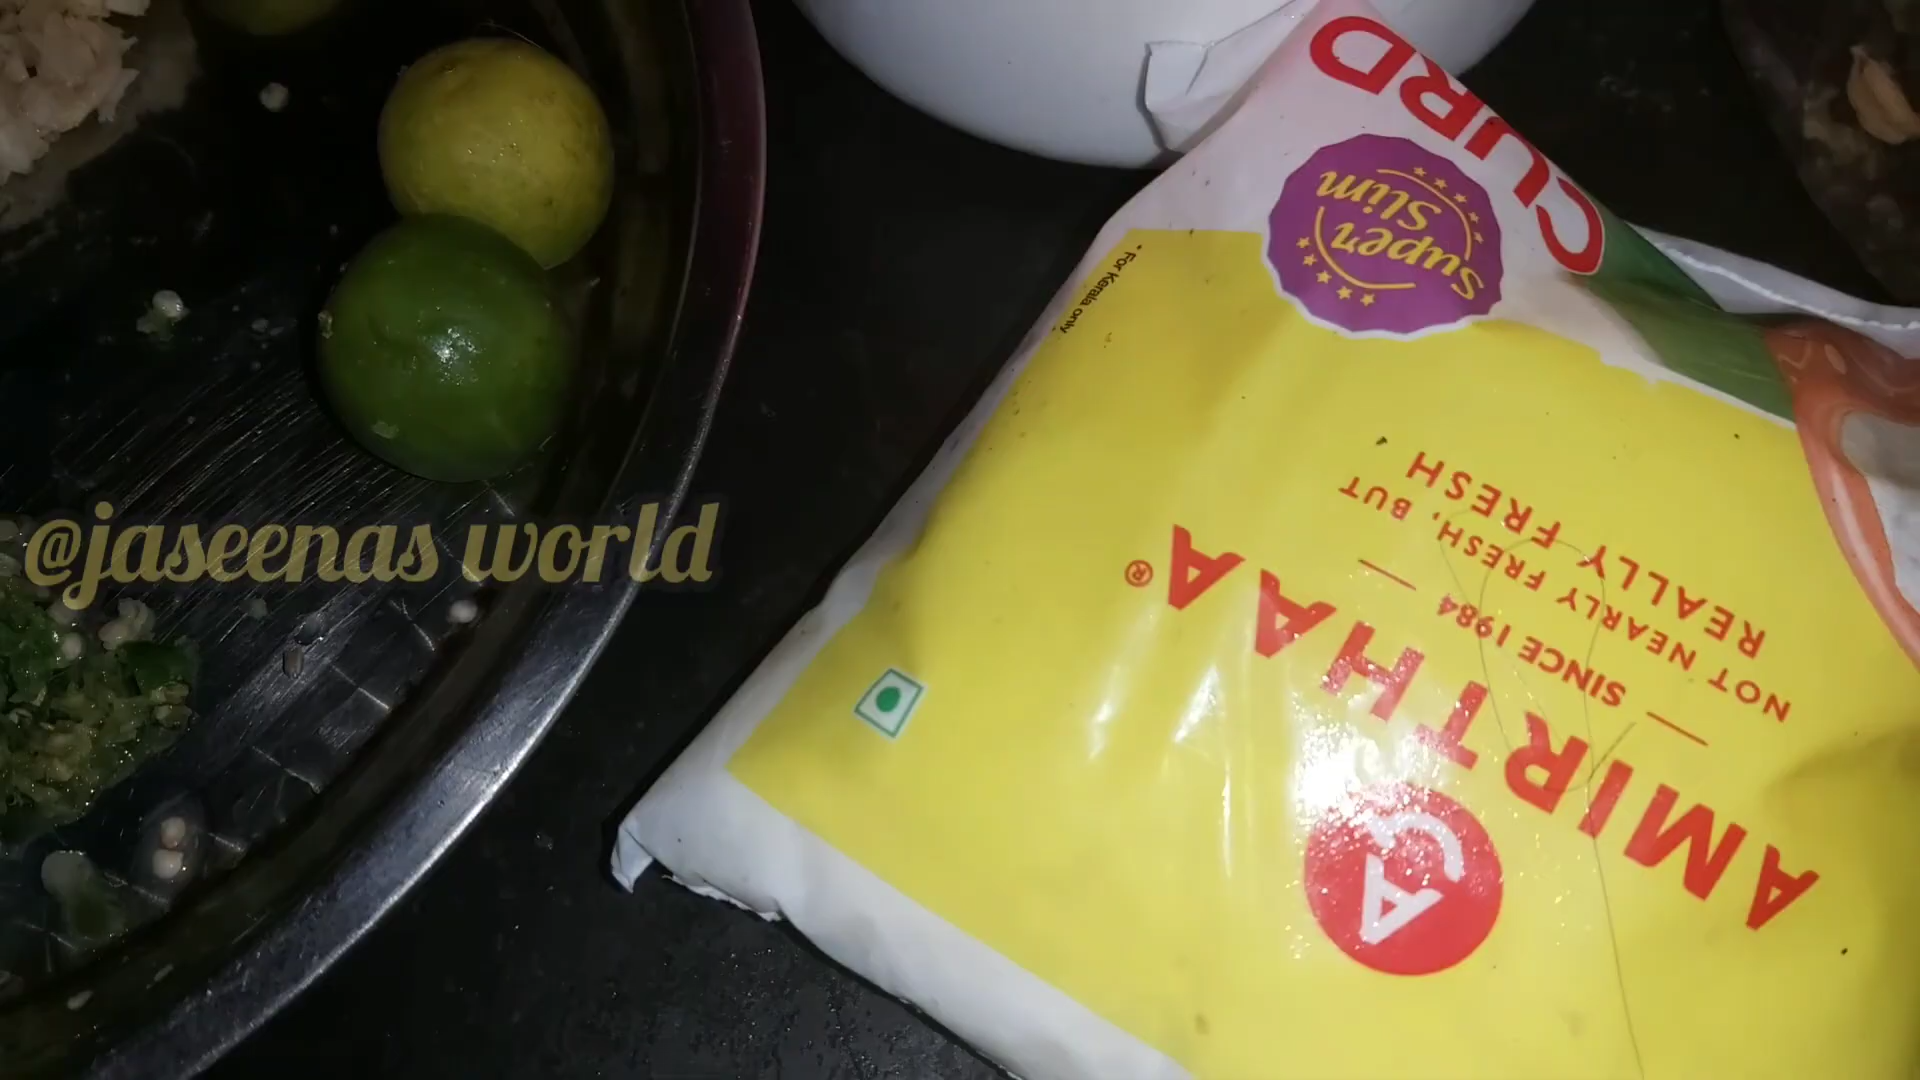 @jaseenas world
CURD
Super
Slim
* For Kerala only
AMIRTHAA®
SINCE 1984
NOT NEARLY FRESH, BUT
REALLY FRESH